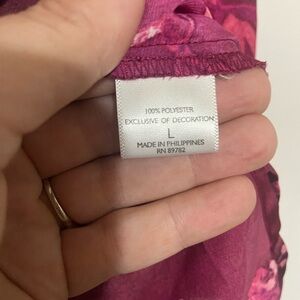 100% POLYESTER
EXCLUSIVE OF DECORATION
L
MADE IN PHILIPPINES
RN 89782